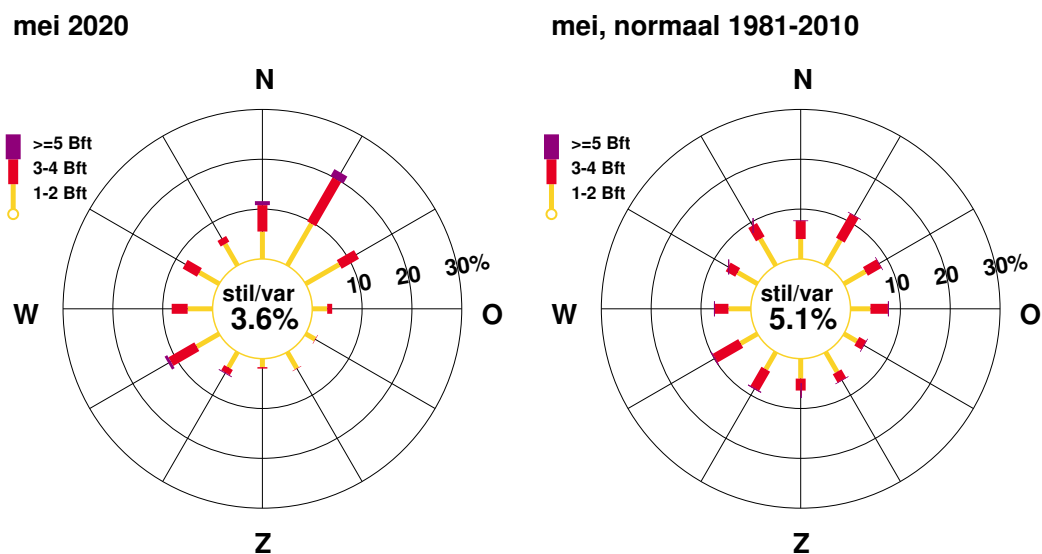 mei 2020
N
>=5 Bft
3-4 Bft
1-2 Bft
10
20
30%
stil/var
3.6%
W
O
Z
mei, normaal 1981-2010
N
>=5 Bft
3-4 Bft
1-2 Bft
10
20
30%
stil/var
5.1%
W
O
Z